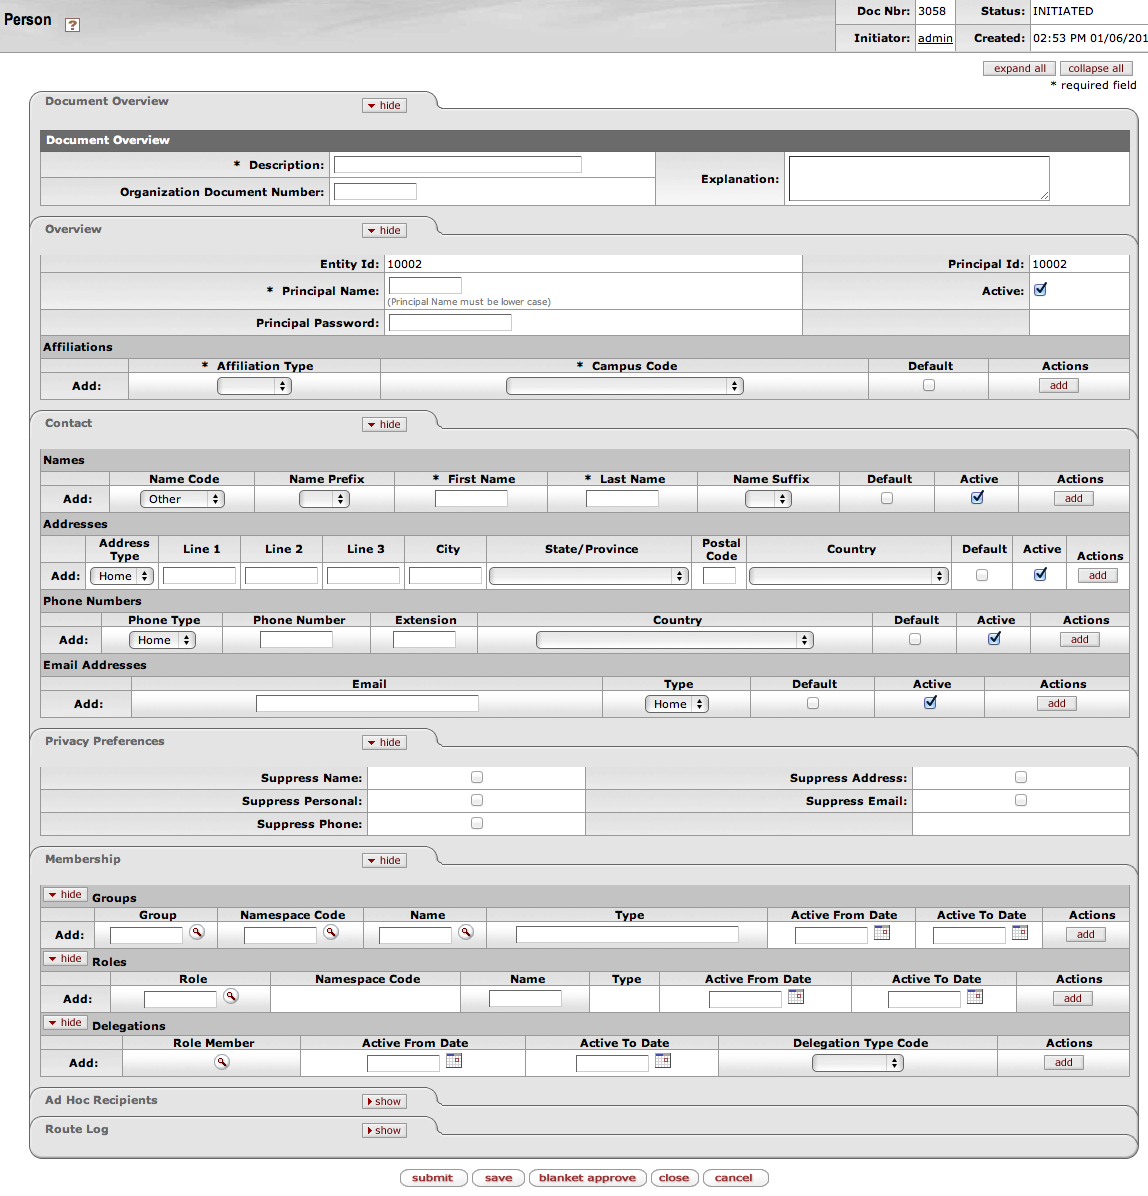 Person ?
Doc Nbr: 3058 Status: INITIATED
Initiator: admin Created: 02:53 PM 01/06/201
expand all collapse all
* required field
Document Overview hide
Document Overview
* Description:
Organization Document Number:
Explanation:
Overview hide
Entity Id: 10002 Principal Id: 10002
* Principal Name:
(Principal Name must be lower case)
Active:
Principal Password:
Affiliations
* Affiliation Type * Campus Code Default Actions
Add: add
Contact hide
Names
Name Code Name Prefix * First Name * Last Name Name Suffix Default Active Actions
Add: Other add
Addresses
Address Type Line 1 Line 2 Line 3 City State/Province Postal Code Country Default Active Actions
Add: Home add
Phone Numbers
Phone Type Phone Number Extension Country Default Active Actions
Add: Home add
Email Addresses
Email Type Default Active Actions
Add: Home add
Privacy Preferences hide
Suppress Name: Suppress Address:
Suppress Personal: Suppress Email:
Suppress Phone:
Membership hide
hide Groups
Group Namespace Code Name Type Active From Date Active To Date Actions
Add: add
hide Roles
Role Namespace Code Name Type Active From Date Active To Date Actions
Add: add
hide Delegations
Role Member Active From Date Active To Date Delegation Type Code Actions
Add: add
Ad Hoc Recipients show
Route Log show
submit save blanket approve close cancel